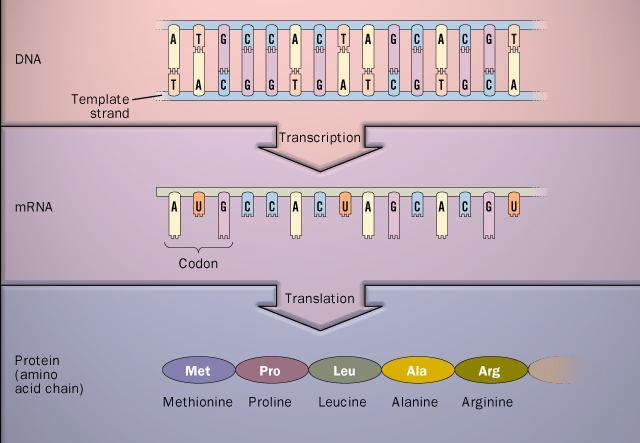 A T G C C A C T A G C A C G T
DNA
T A C G G T G A T C G T G C A
Template
strand
Transcription
mRNA
A U G C C A C U A G C A C G U
Codon
Translation
Protein
(amino
acid chain)
Met Pro Leu Ala Arg
Methionine Proline Leucine Alanine Arginine